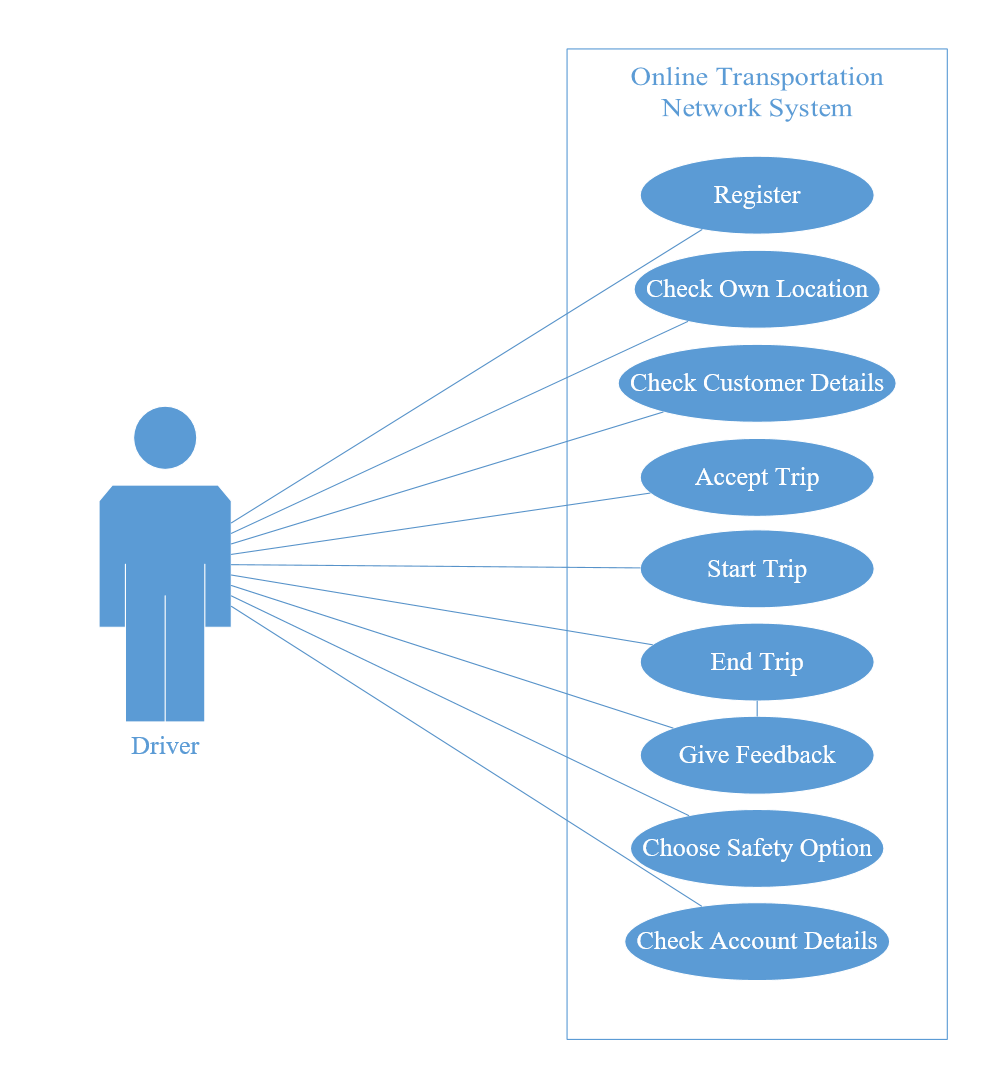 Online Transportation
Network System
Register
Check Own Location
Check Customer Details
Accept Trip
Start Trip
End Trip
Give Feedback
Choose Safety Option
Check Account Details
Driver